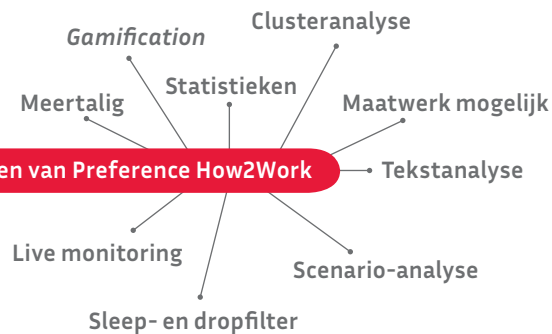 Clusteranalyse
Gamification
Statistieken
Meertalig
Maatwerk mogelijk
en van Preference How2Work
Tekstanalyse
Live monitoring
Scenario-analyse
Sleep- en dropfilter